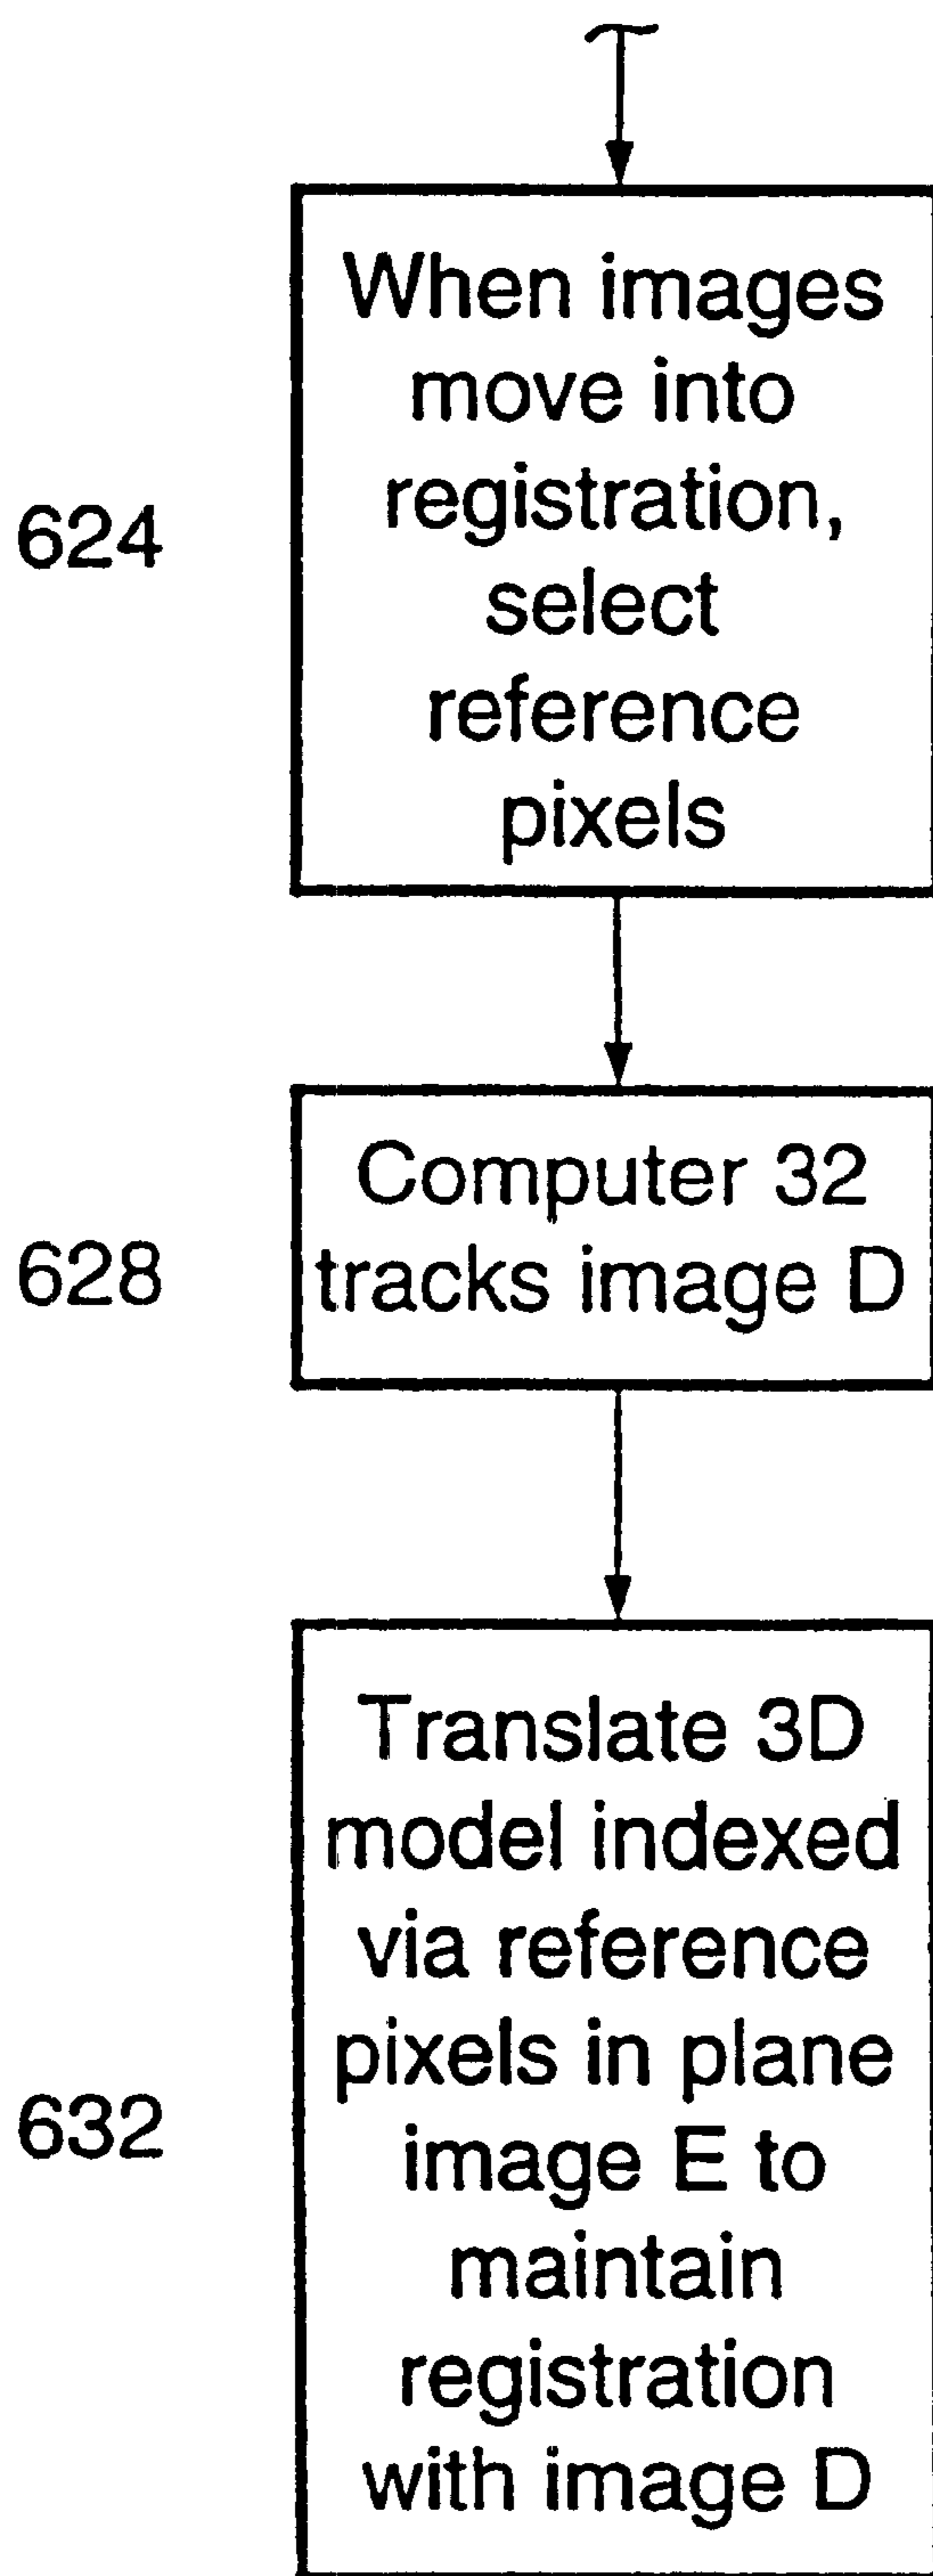 When images
move into
registration,
624
select
reference
pixels
Computer 32
628
tracks image D
Translate 3D
model indexed
via reference
pixels in plane
632
image E to
maintain
registration
with image D